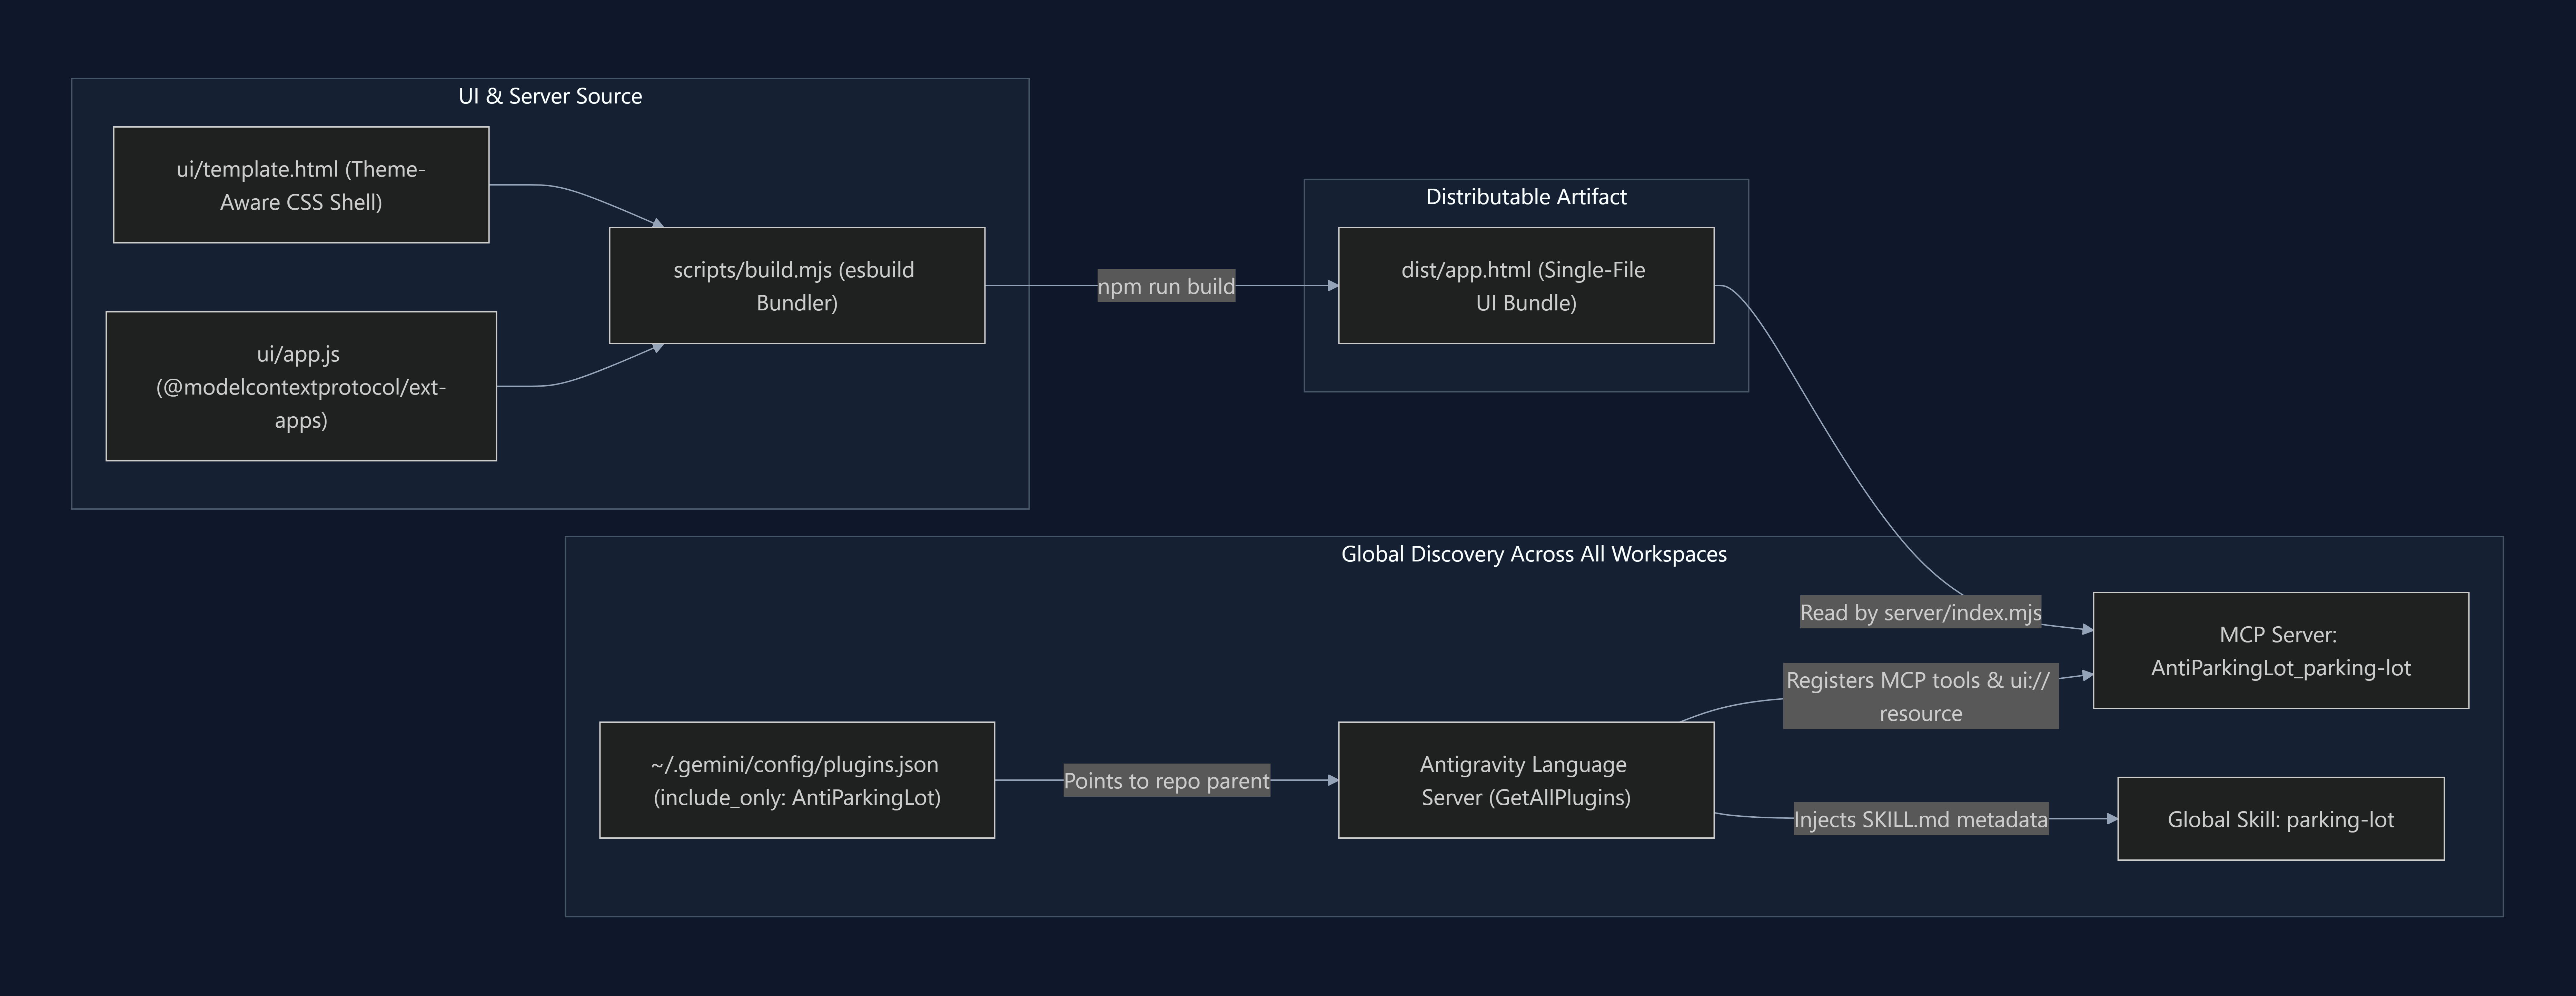 UI & Server Source
ui/template.html (Theme-
Aware CSS Shell)
ui/app.js
(@modelcontextprotocol/ext-
apps)
scripts/build.mjs (esbuild
Bundler)
npm run build
Distributable Artifact
dist/app.html (Single-File
UI Bundle)
Global Discovery Across All Workspaces
Read by server/index.mjs
MCP Server:
AntiParkingLot_parking-lot
Registers MCP tools & ui://
resource
~/.gemini/config/plugins.json
(include_only: AntiParkingLot)
Points to repo parent
Antigravity Language
Server (GetAllPlugins)
Injects SKILL.md metadata
Global Skill: parking-lot